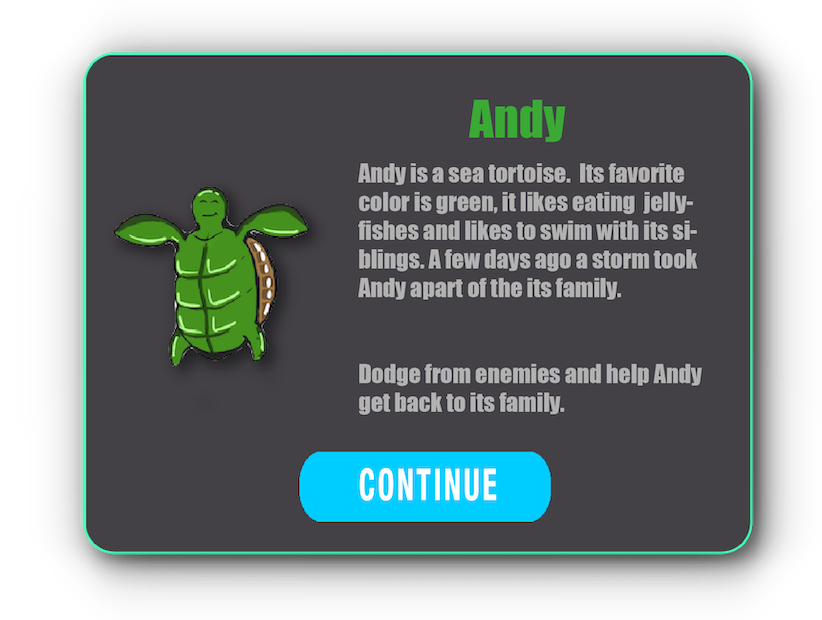 Andy
Andy is a sea tortoise.  Its favorite
color is green, it likes eating  jelly-
fishes and likes to swim with its si-
blings. A few days ago a storm took
Andy apart of the its family.
Dodge from enemies and help Andy
get back to its family.
CONTINUE